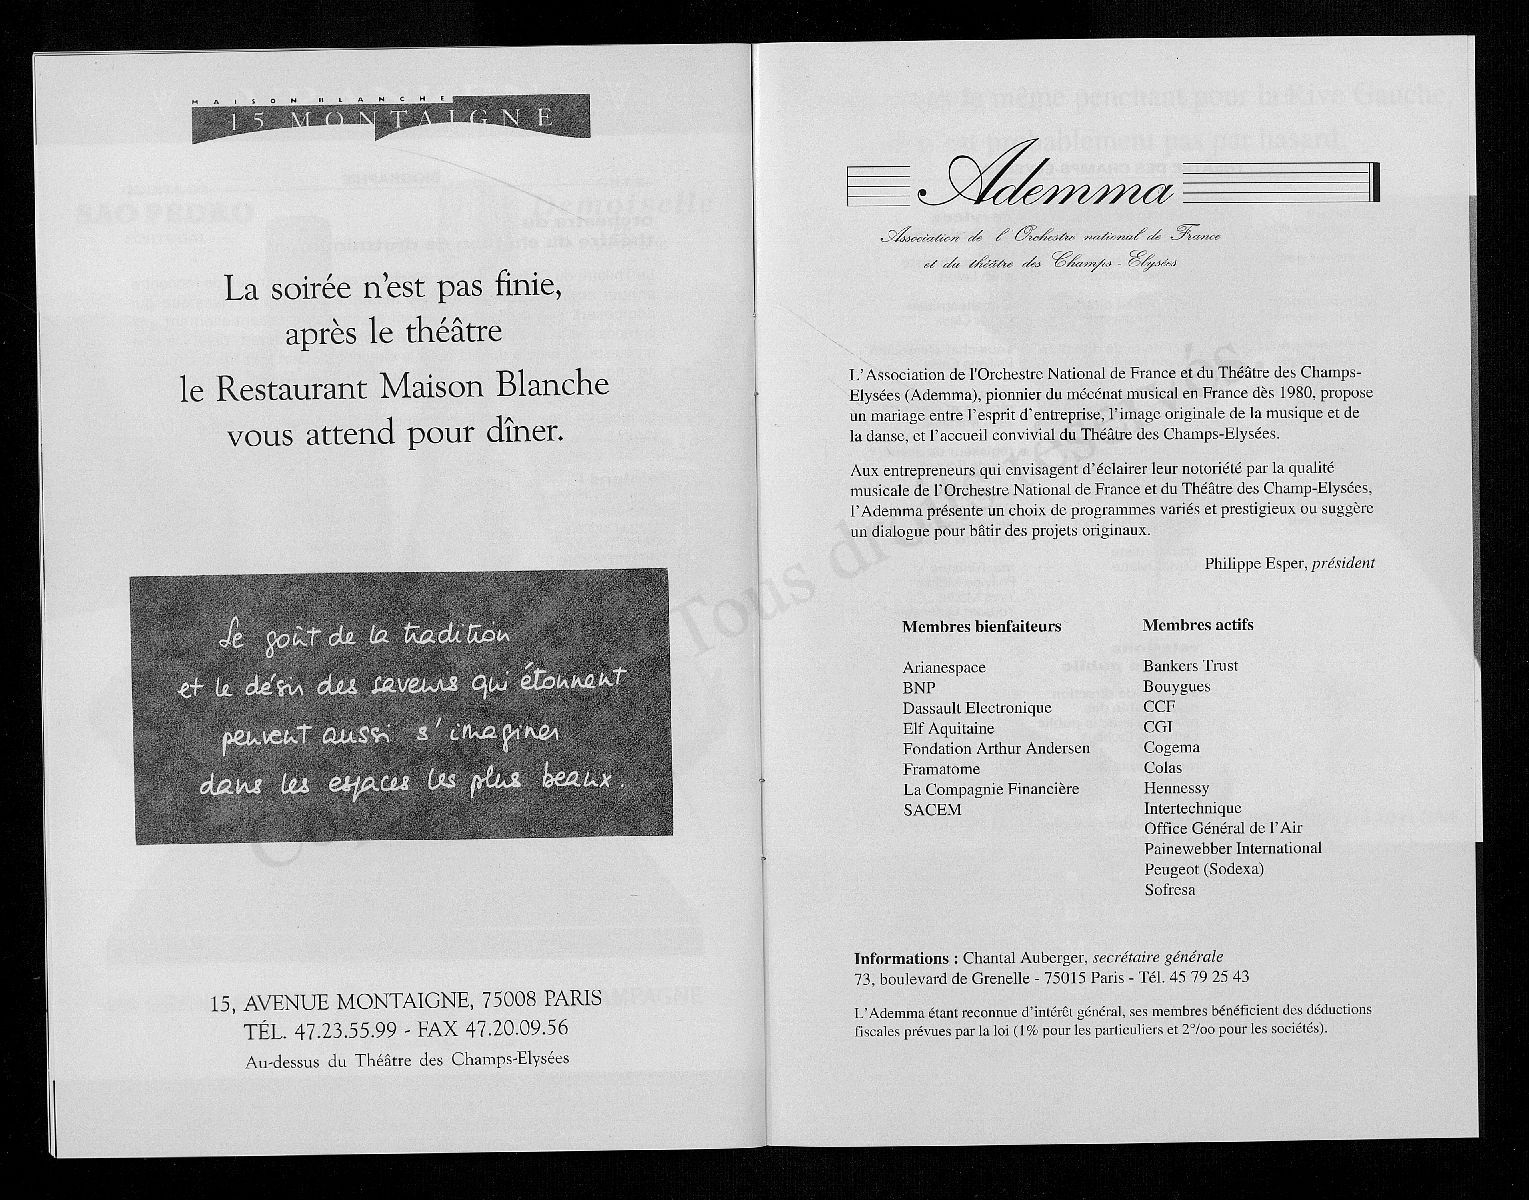 MAISON BLANCHE
15 MONTAIGNE
La soirée n'est pas finie,
après le théâtre
le Restaurant Maison Blanche
vous attend pour dîner.
Le goût de la tradition
et le désir des saveurs qui étonnent
peuvent aussi s'imaginer
dans les espaces les plus beaux.
15, AVENUE MONTAIGNE, 75008 PARIS
TÉL. 47.23.55.99 - FAX 47.20.09.56
Au-dessus du Théâtre des Champs-Elysées
Ademma
Association de l'Orchestre national de France
et du théâtre des Champs-Elysées
L'Association de l'Orchestre National de France et du Théâtre des Champs-
Elysées (Ademma), pionnier du mécénat musical en France dès 1980, propose
un mariage entre l'esprit d'entreprise, l'image originale de la musique et de
la danse, et l'accueil convivial du Théâtre des Champs-Elysées.
Aux entrepreneurs qui envisagent d'éclairer leur notoriété par la qualité
musicale de l'Orchestre National de France et du Théâtre des Champ-Elysées,
l'Ademma présente un choix de programmes variés et prestigieux ou suggère
un dialogue pour bâtir des projets originaux.
Philippe Esper, président
Membres bienfaiteurs
Arianespace
BNP
Dassault Electronique
Elf Aquitaine
Fondation Arthur Andersen
Framatome
La Compagnie Financière
SACEM
Membres actifs
Bankers Trust
Bouygues
CCF
CGI
Cogema
Colas
Hennessy
Intertechnique
Office Général de l'Air
Painewebber International
Peugeot (Sodexa)
Sofresa
Informations : Chantal Auberger, secrétaire générale
73, boulevard de Grenelle - 75015 Paris - Tél. 45 79 25 43
L'Ademma étant reconnue d'intérêt général, ses membres bénéficient des déductions
fiscales prévues par la loi (1% pour les particuliers et 2°/oo pour les sociétés).